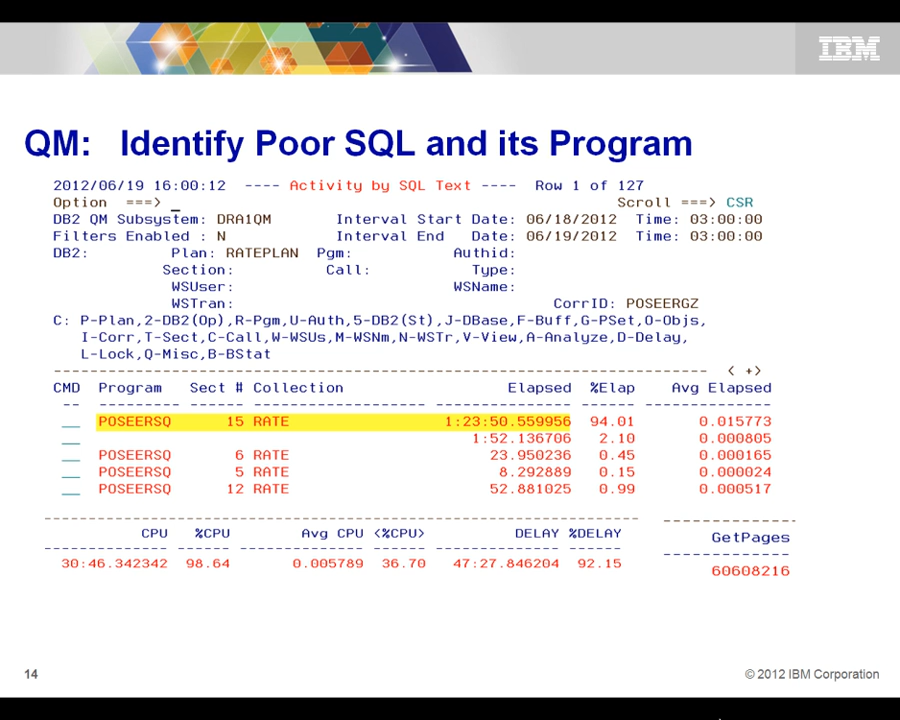 IBM
QM: Identify Poor SQL and its Program
2012/06/19 16:00:12 ---- Activity by SQL Text ---- Row 1 of 127
Option ===> _ Scroll ===> CSR
DB2 QM Subsystem: DRA1QM Interval Start Date: 06/18/2012 Time: 03:00:00
Filters Enabled : N Interval End Date: 06/19/2012 Time: 03:00:00
DB2: Plan: RATEPLAN Pgm: Authid:
Section: Call: Type:
WSUser: WSName:
WSTran: CorrID: POSEERGZ
C: P-Plan,2-DB2(Op),R-Pgm,U-Auth,5-DB2(St),J-DBase,F-Buff,G-PSet,O-Objs,
I-Corr,T-Sect,C-Call,W-WSUs,M-WSNm,N-WSTr,V-View,A-Analyze,D-Delay,
L-Lock,Q-Misc,B-BStat
< +>
CMD Program Sect # Collection Elapsed %Elap Avg Elapsed
POSEERSQ 15 RATE 1:23:50.559956 94.01 0.015773
1:52.136706 2.10 0.000805
POSEERSQ 6 RATE 23.950236 0.45 0.000165
POSEERSQ 5 RATE 8.292889 0.15 0.000024
POSEERSQ 12 RATE 52.881025 0.99 0.000517
CPU %CPU Avg CPU <%CPU> DELAY %DELAY GetPages
30:46.342342 98.64 0.005789 36.70 47:27.846204 92.15 60608216
14 © 2012 IBM Corporation